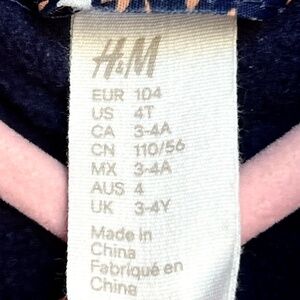 H&M
EUR 104
US 4T
CA 3-4A
CN 110/56
MX 3-4A
AUS 4
UK 3-4Y
Made in
China
Fabriqué en
China